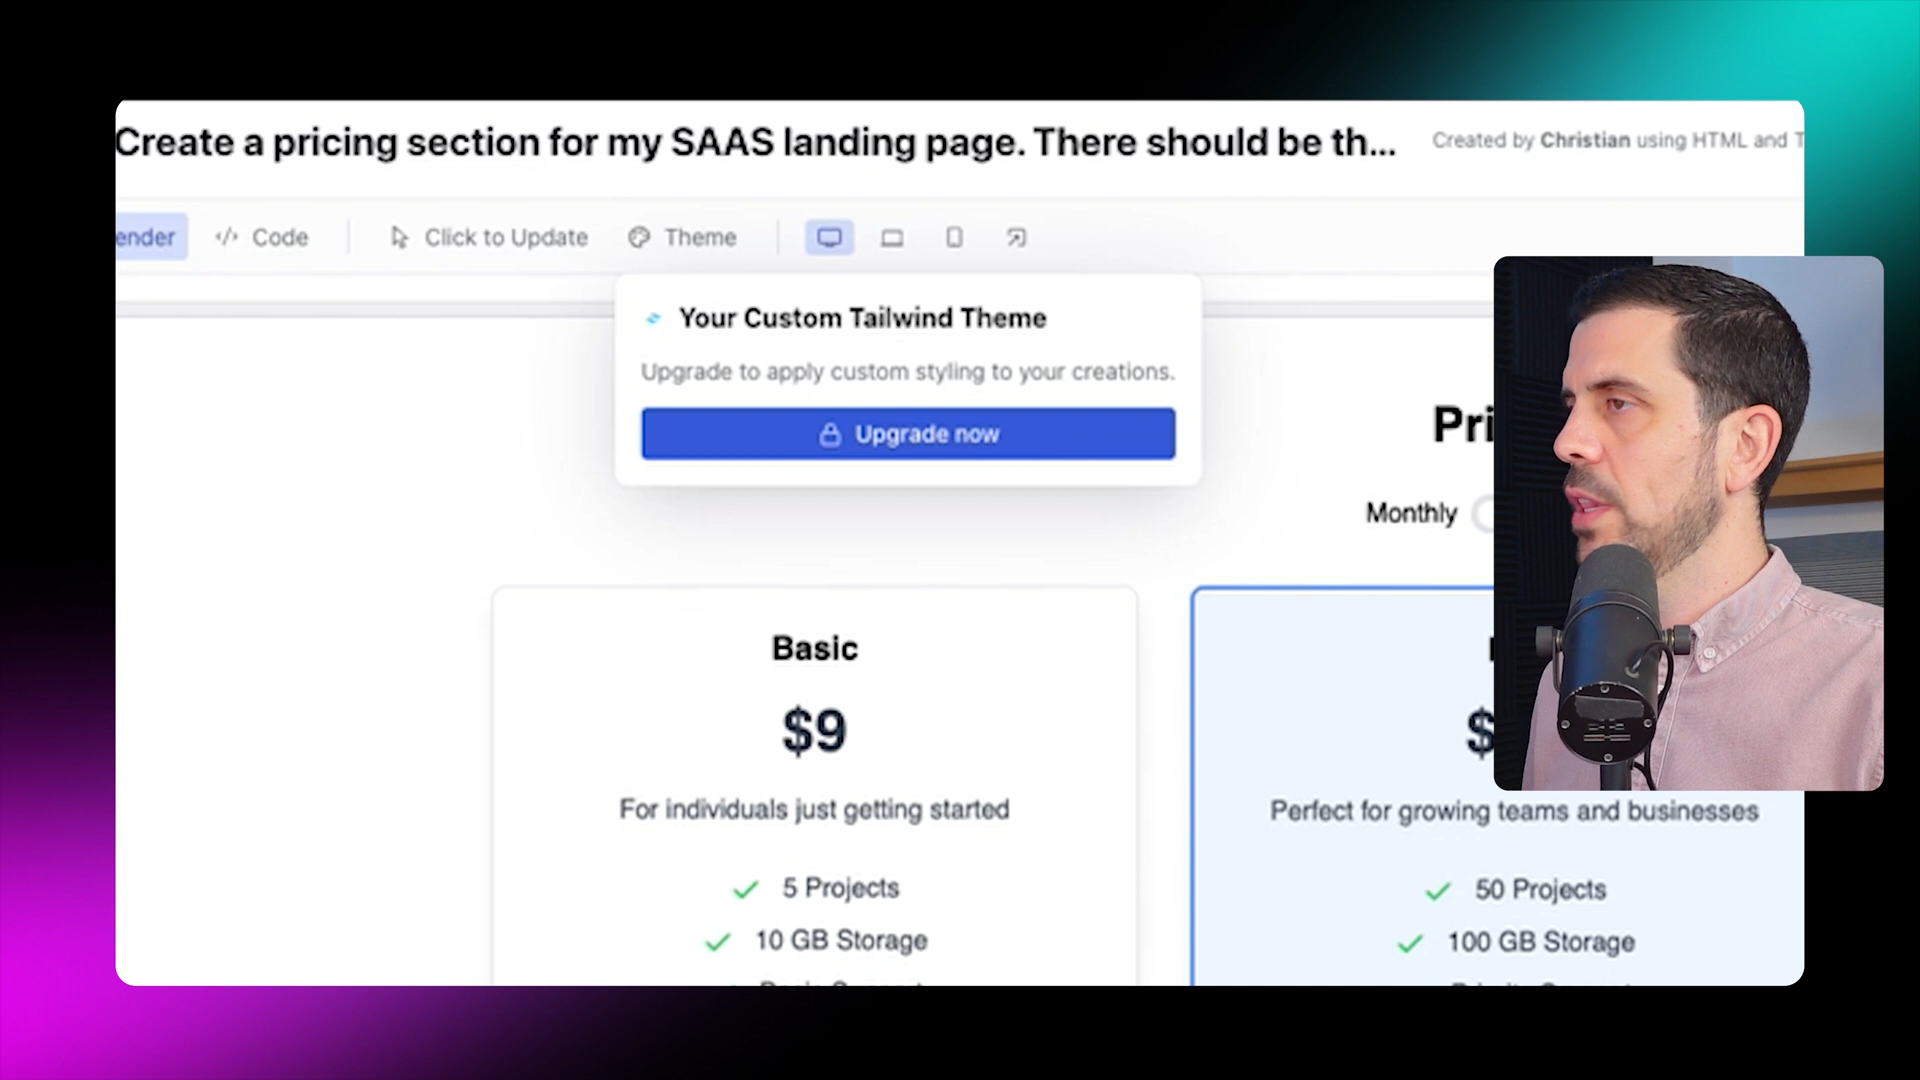 Create a pricing section for my SAAS landing page. There should be th...
Created by Christian using HTML and T
ender
Code
Click to Update
Theme
Your Custom Tailwind Theme
Upgrade to apply custom styling to your creations.
Upgrade now
Pri
Monthly
Basic
$9
$
For individuals just getting started
Perfect for growing teams and businesses
5 Projects
50 Projects
10 GB Storage
100 GB Storage